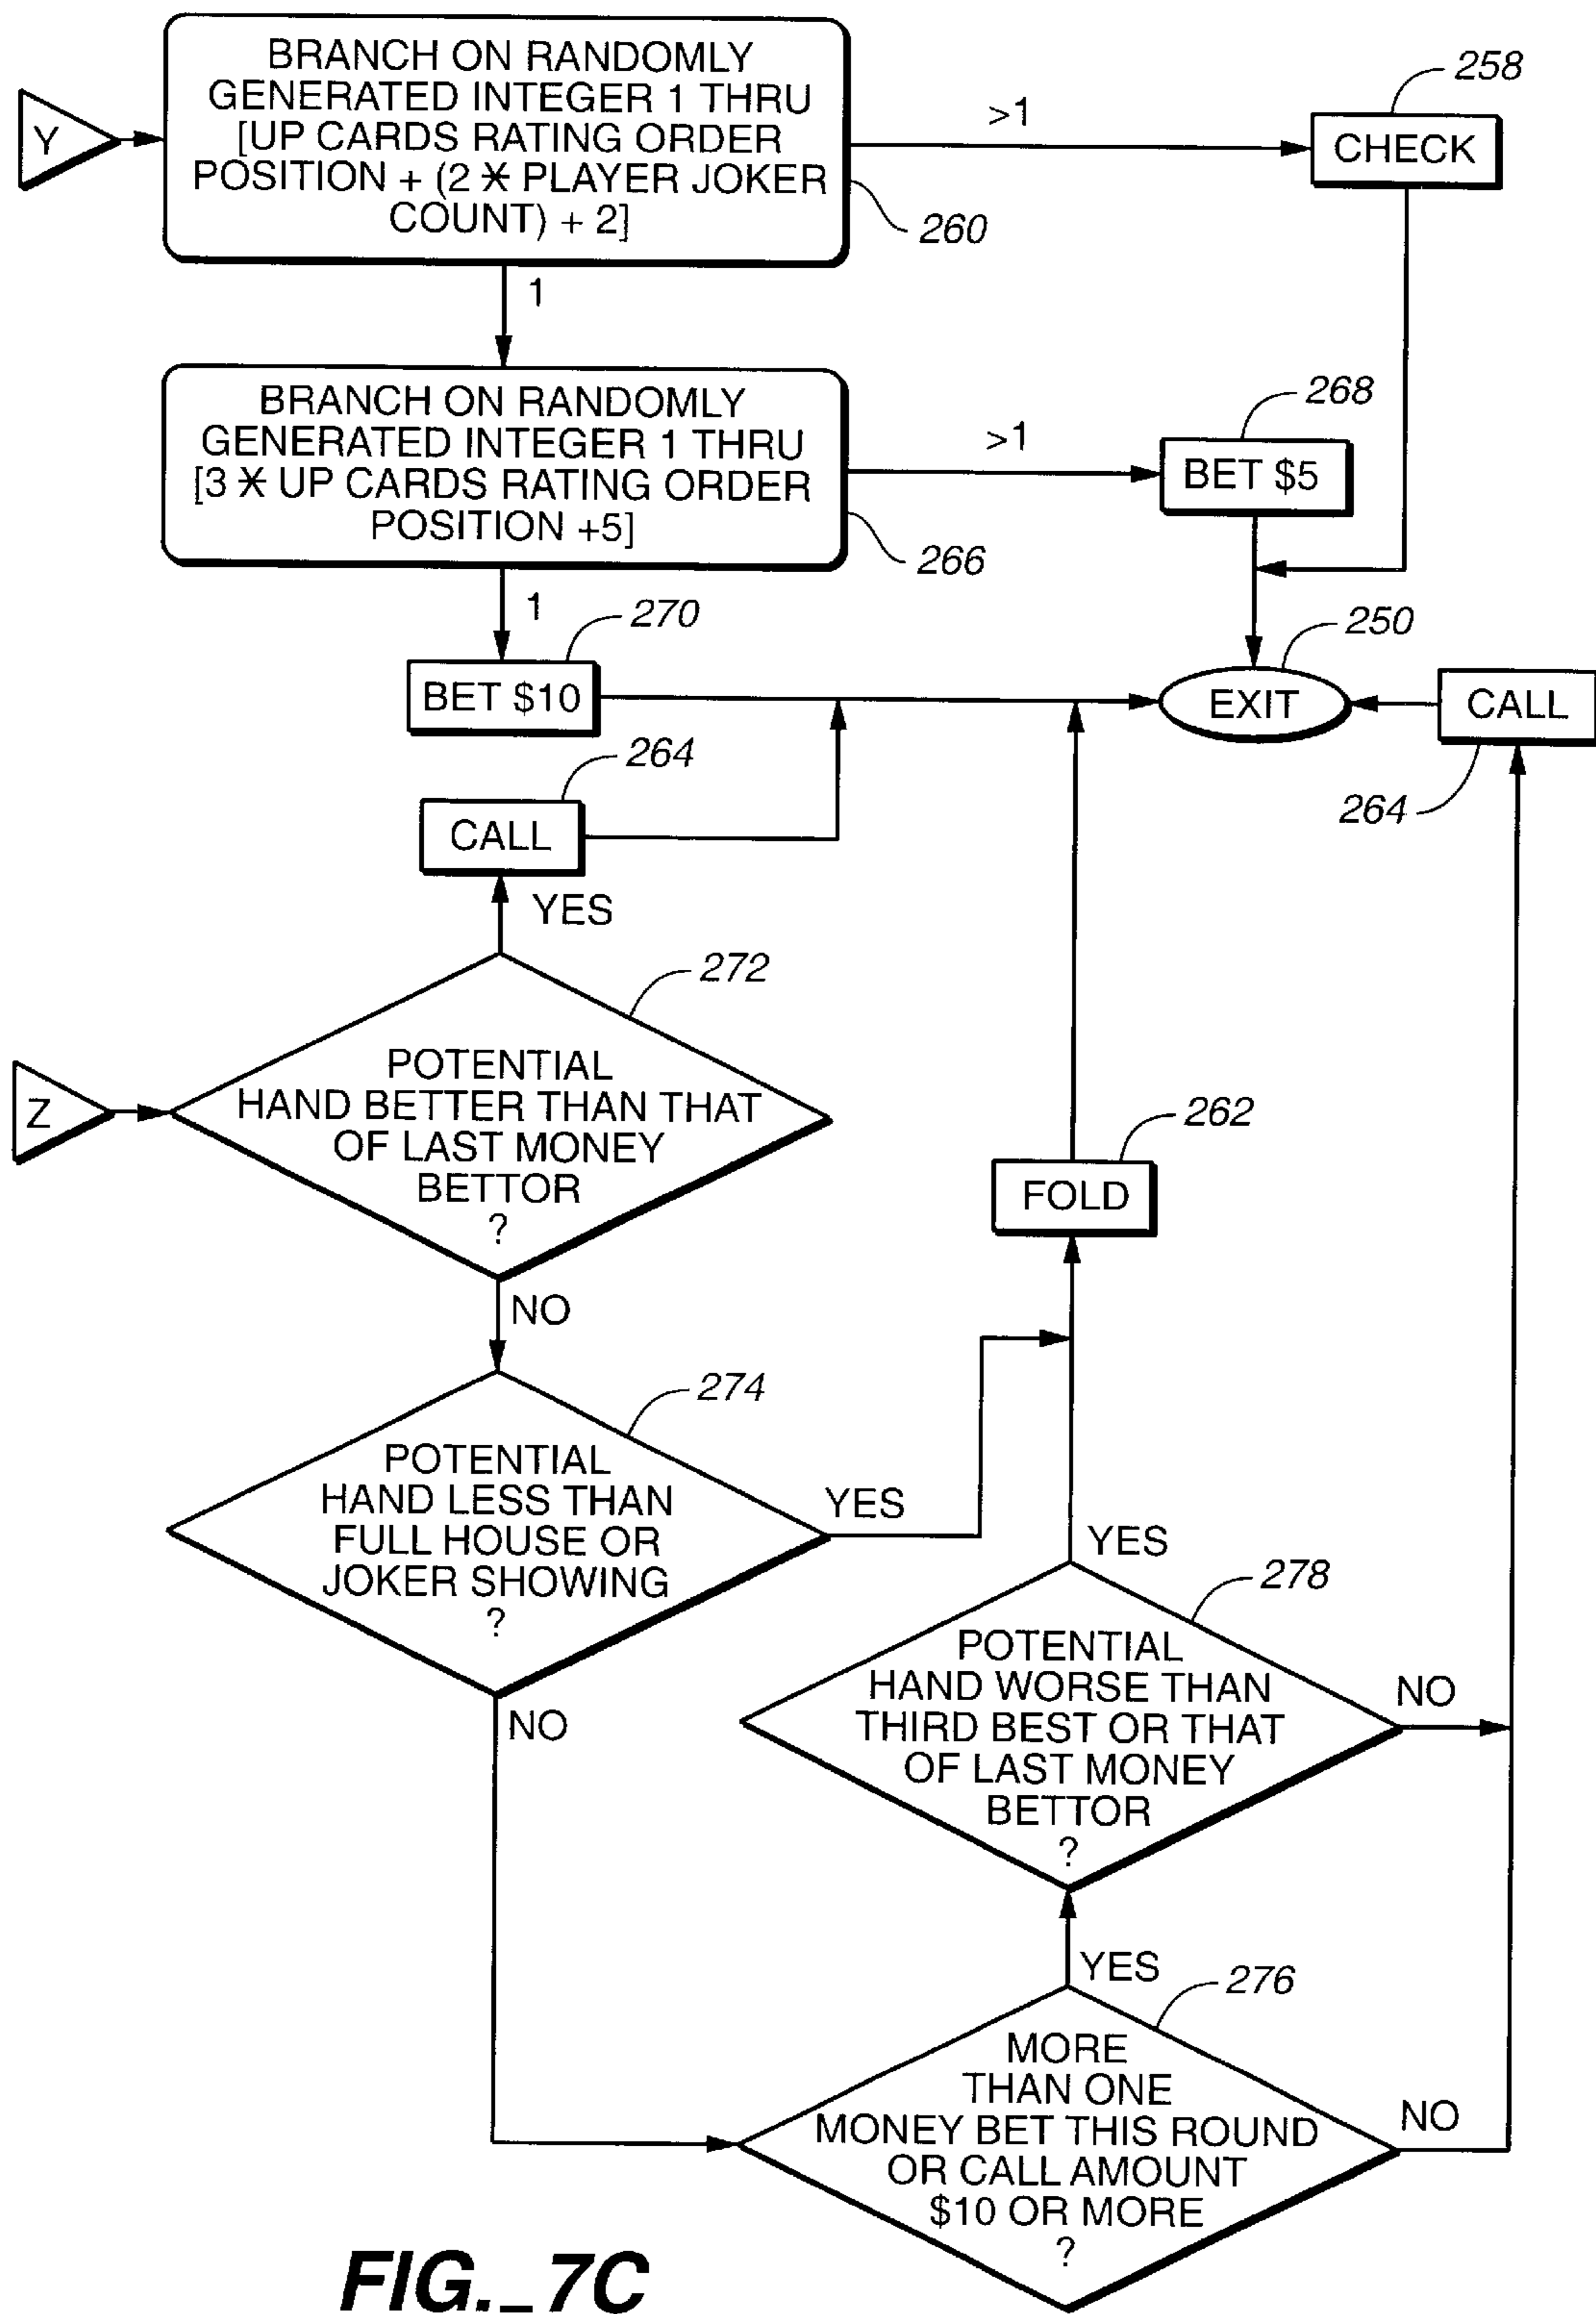 BRANCH ON RANDOMLY
GENERATED INTEGER 1 THRU
[UP CARDS RATING ORDER
POSITION + (2 * PLAYER JOKER
COUNT) + 2]
Y
>1
258
CHECK
260
1
BRANCH ON RANDOMLY
GENERATED INTEGER 1 THRU
[3 * UP CARDS RATING ORDER
POSITION +5]
>1
268
BET $5
266
1
270
BET $10
250
EXIT
CALL
264
264
CALL
YES
272
Z
POTENTIAL
HAND BETTER THAN THAT
OF LAST MONEY
BETTOR
?
262
FOLD
NO
274
POTENTIAL
HAND LESS THAN
FULL HOUSE OR
JOKER SHOWING
?
YES
YES
278
POTENTIAL
HAND WORSE THAN
THIRD BEST OR THAT
OF LAST MONEY
BETTOR
?
NO
NO
YES
276
MORE
THAN ONE
MONEY BET THIS ROUND
OR CALL AMOUNT
$10 OR MORE
?
NO
FIG._7C